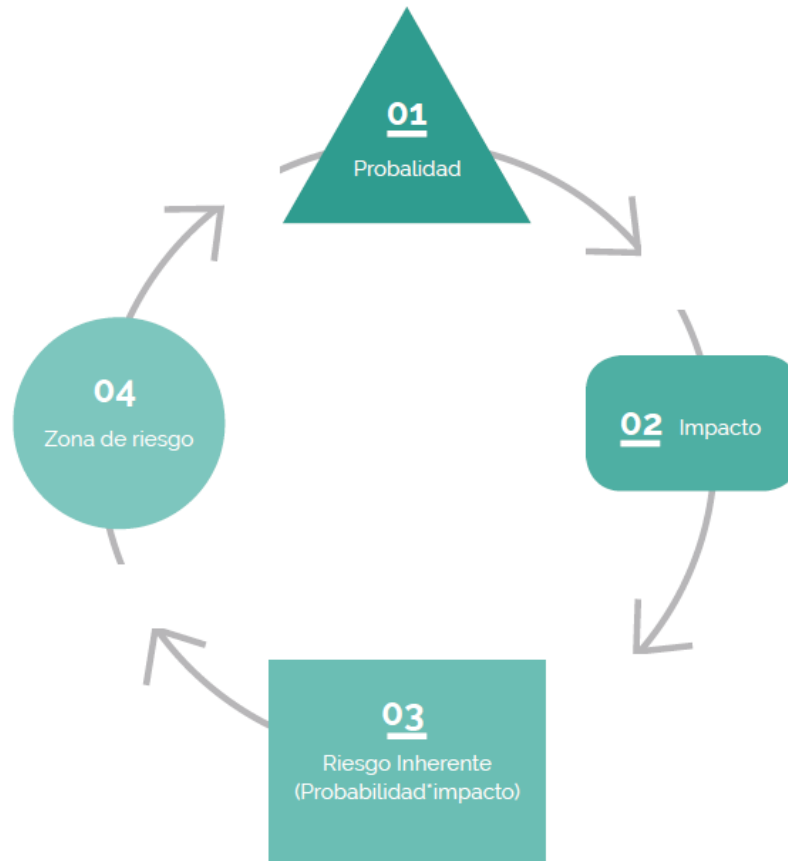 01
Probalidad
02 Impacto
03
Riesgo Inherente
(Probabilidad*impacto)
04
Zona de riesgo